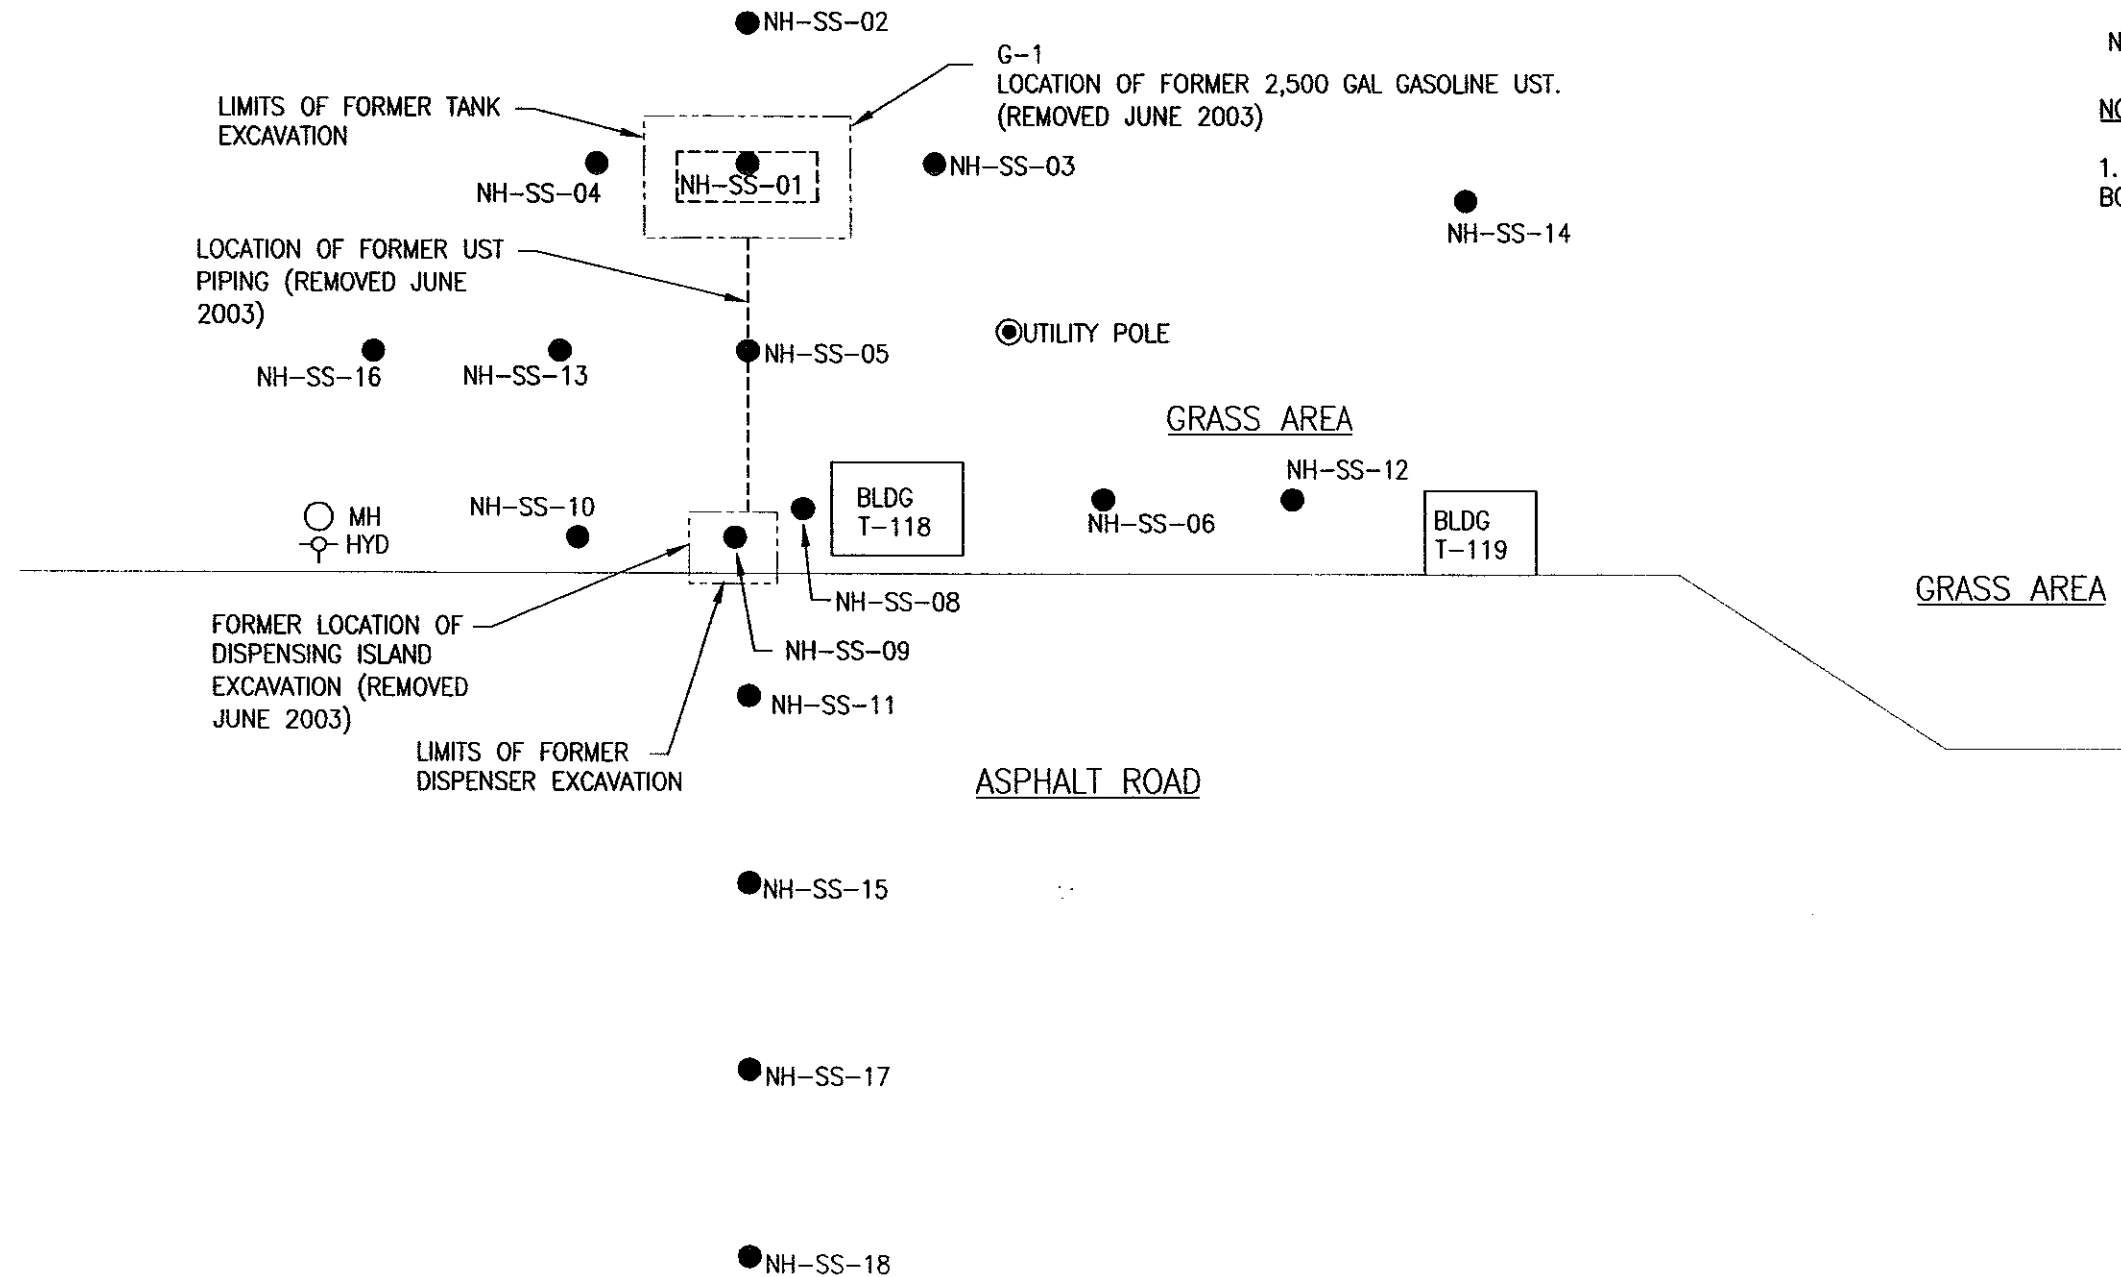 NH-SS-02
G-1
LOCATION OF FORMER 2,500 GAL GASOLINE UST.
(REMOVED JUNE 2003)
LIMITS OF FORMER TANK
EXCAVATION
NH-SS-04
NH-SS-01
NH-SS-03
1.
NH-SS-14
LOCATION OF FORMER UST
PIPING (REMOVED JUNE
2003)
UTILITY POLE
NH-SS-16
NH-SS-13
NH-SS-05
GRASS AREA
NH-SS-12
NH-SS-10
BLDG
T-118
NH-SS-06
BLDG
T-119
MH
HYD
NH-SS-08
GRASS AREA
FORMER LOCATION OF
DISPENSING ISLAND
EXCAVATION (REMOVED
JUNE 2003)
NH-SS-09
NH-SS-11
LIMITS OF FORMER
DISPENSER EXCAVATION
ASPHALT ROAD
NH-SS-15
NH-SS-17
NH-SS-18